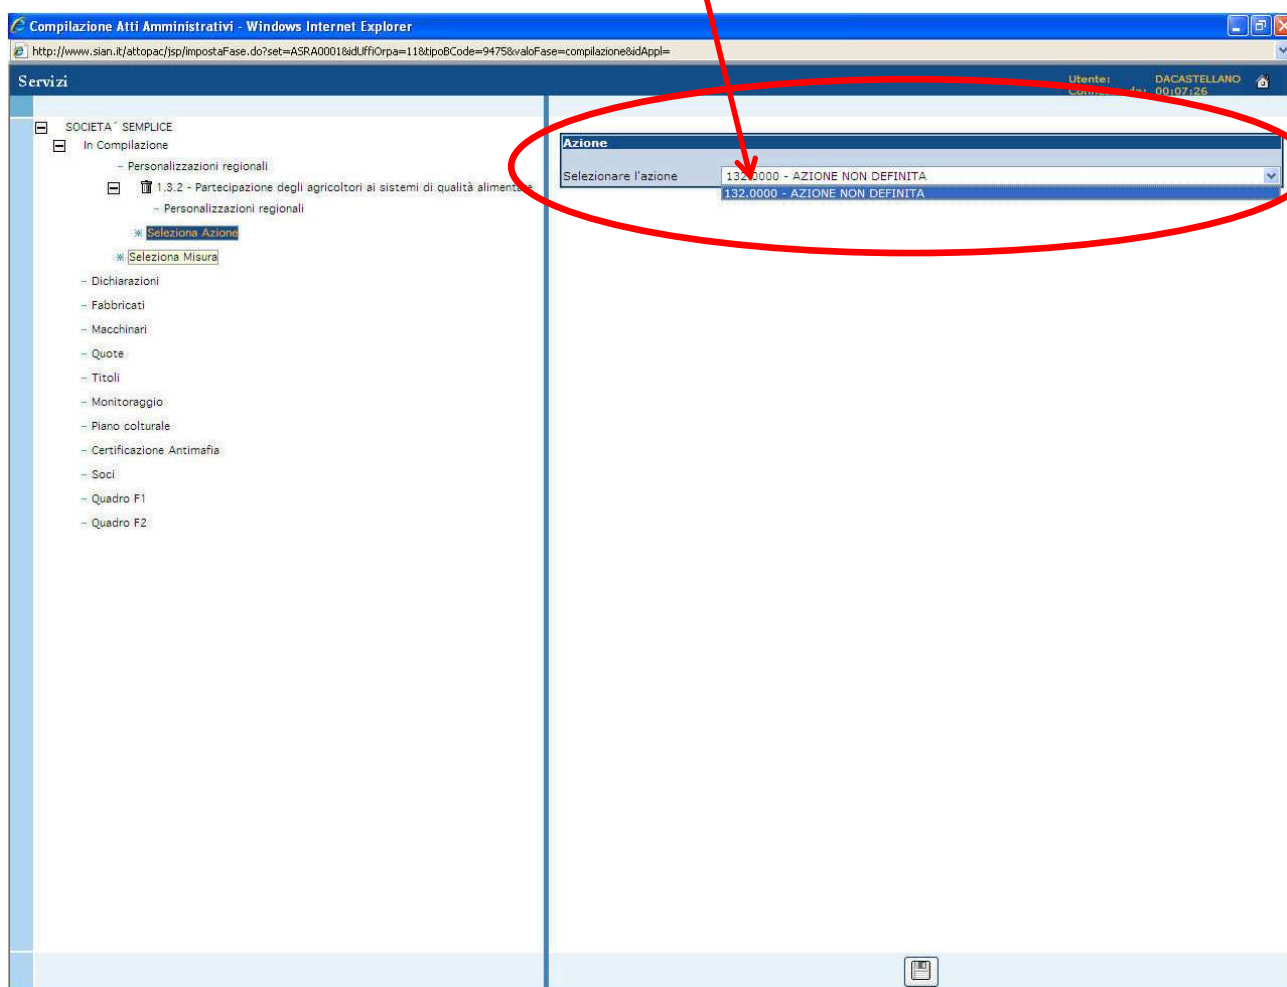 Compilazione Atti Amministrativi - Windows Internet Explorer
http://www.sian.it/attopac/jsp/impostaFase.do?set=ASRA0001&idUffiOrpa=11&tipoBCode=9475&valoFase=compilazione&idAppl=
Servizi
Utente: DACASTELLANO
00:07:26
SOCIETA´ SEMPLICE
In Compilazione
- Personalizzazioni regionali
1.3.2 - Partecipazione degli agricoltori ai sistemi di qualità alimentare
- Personalizzazioni regionali
Seleziona Azione
Seleziona Misura
- Dichiarazioni
- Fabbricati
- Macchinari
- Quote
- Titoli
- Monitoraggio
- Piano colturale
- Certificazione Antimafia
- Soci
- Quadro F1
- Quadro F2
Azione
Selezionare l'azione
132.0000 - AZIONE NON DEFINITA
132.0000 - AZIONE NON DEFINITA